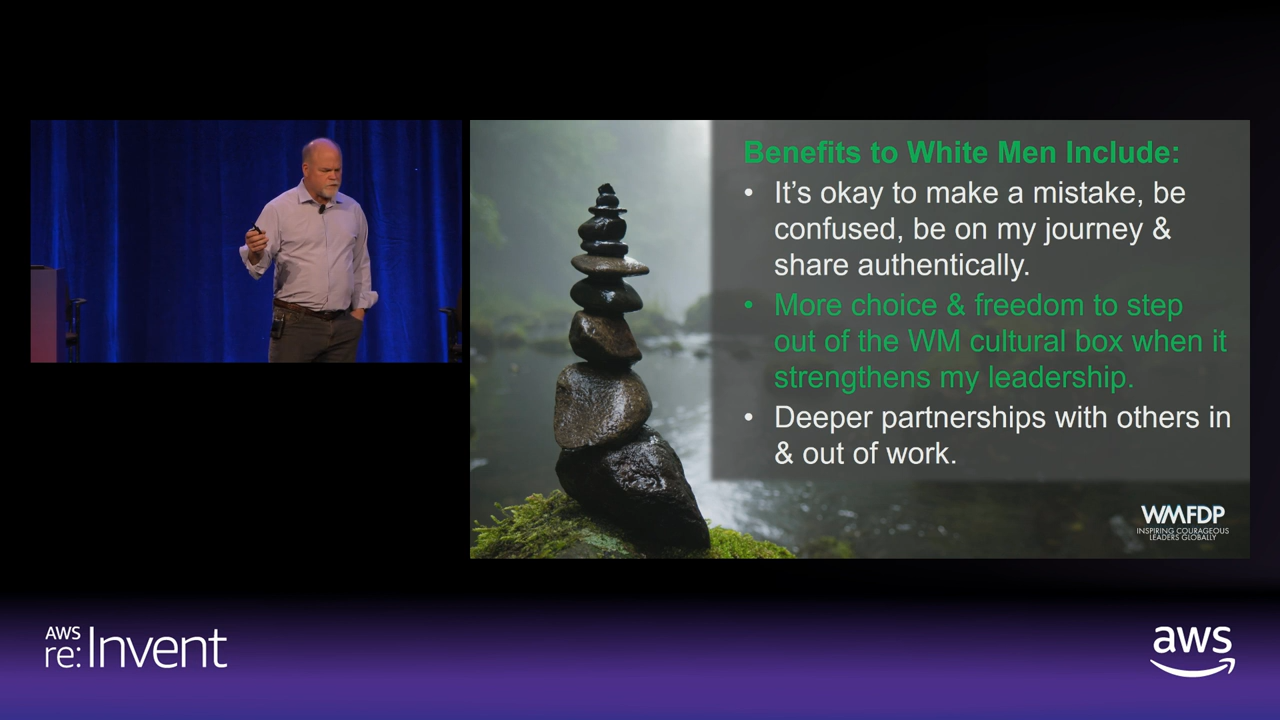 Benefits to White Men Include:
• It’s okay to make a mistake, be
confused, be on my journey &
share authentically.
• More choice & freedom to step
out of the WM cultural box when it
strengthens my leadership.
• Deeper partnerships with others in
& out of work.
WMFDP
INSPIRING COURAGEOUS
LEADERS GLOBALLY
AWS
re:Invent
aws